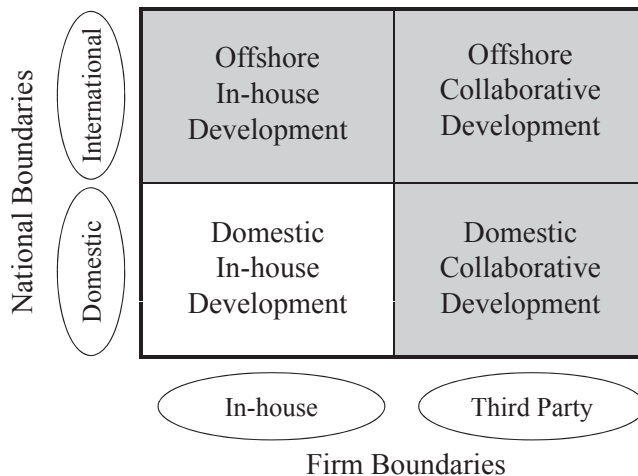 National Boundaries
International
Offshore
In-house
Development
Offshore
Collaborative
Development
Domestic
Domestic
In-house
Development
Domestic
Collaborative
Development
In-house
Third Party
Firm Boundaries